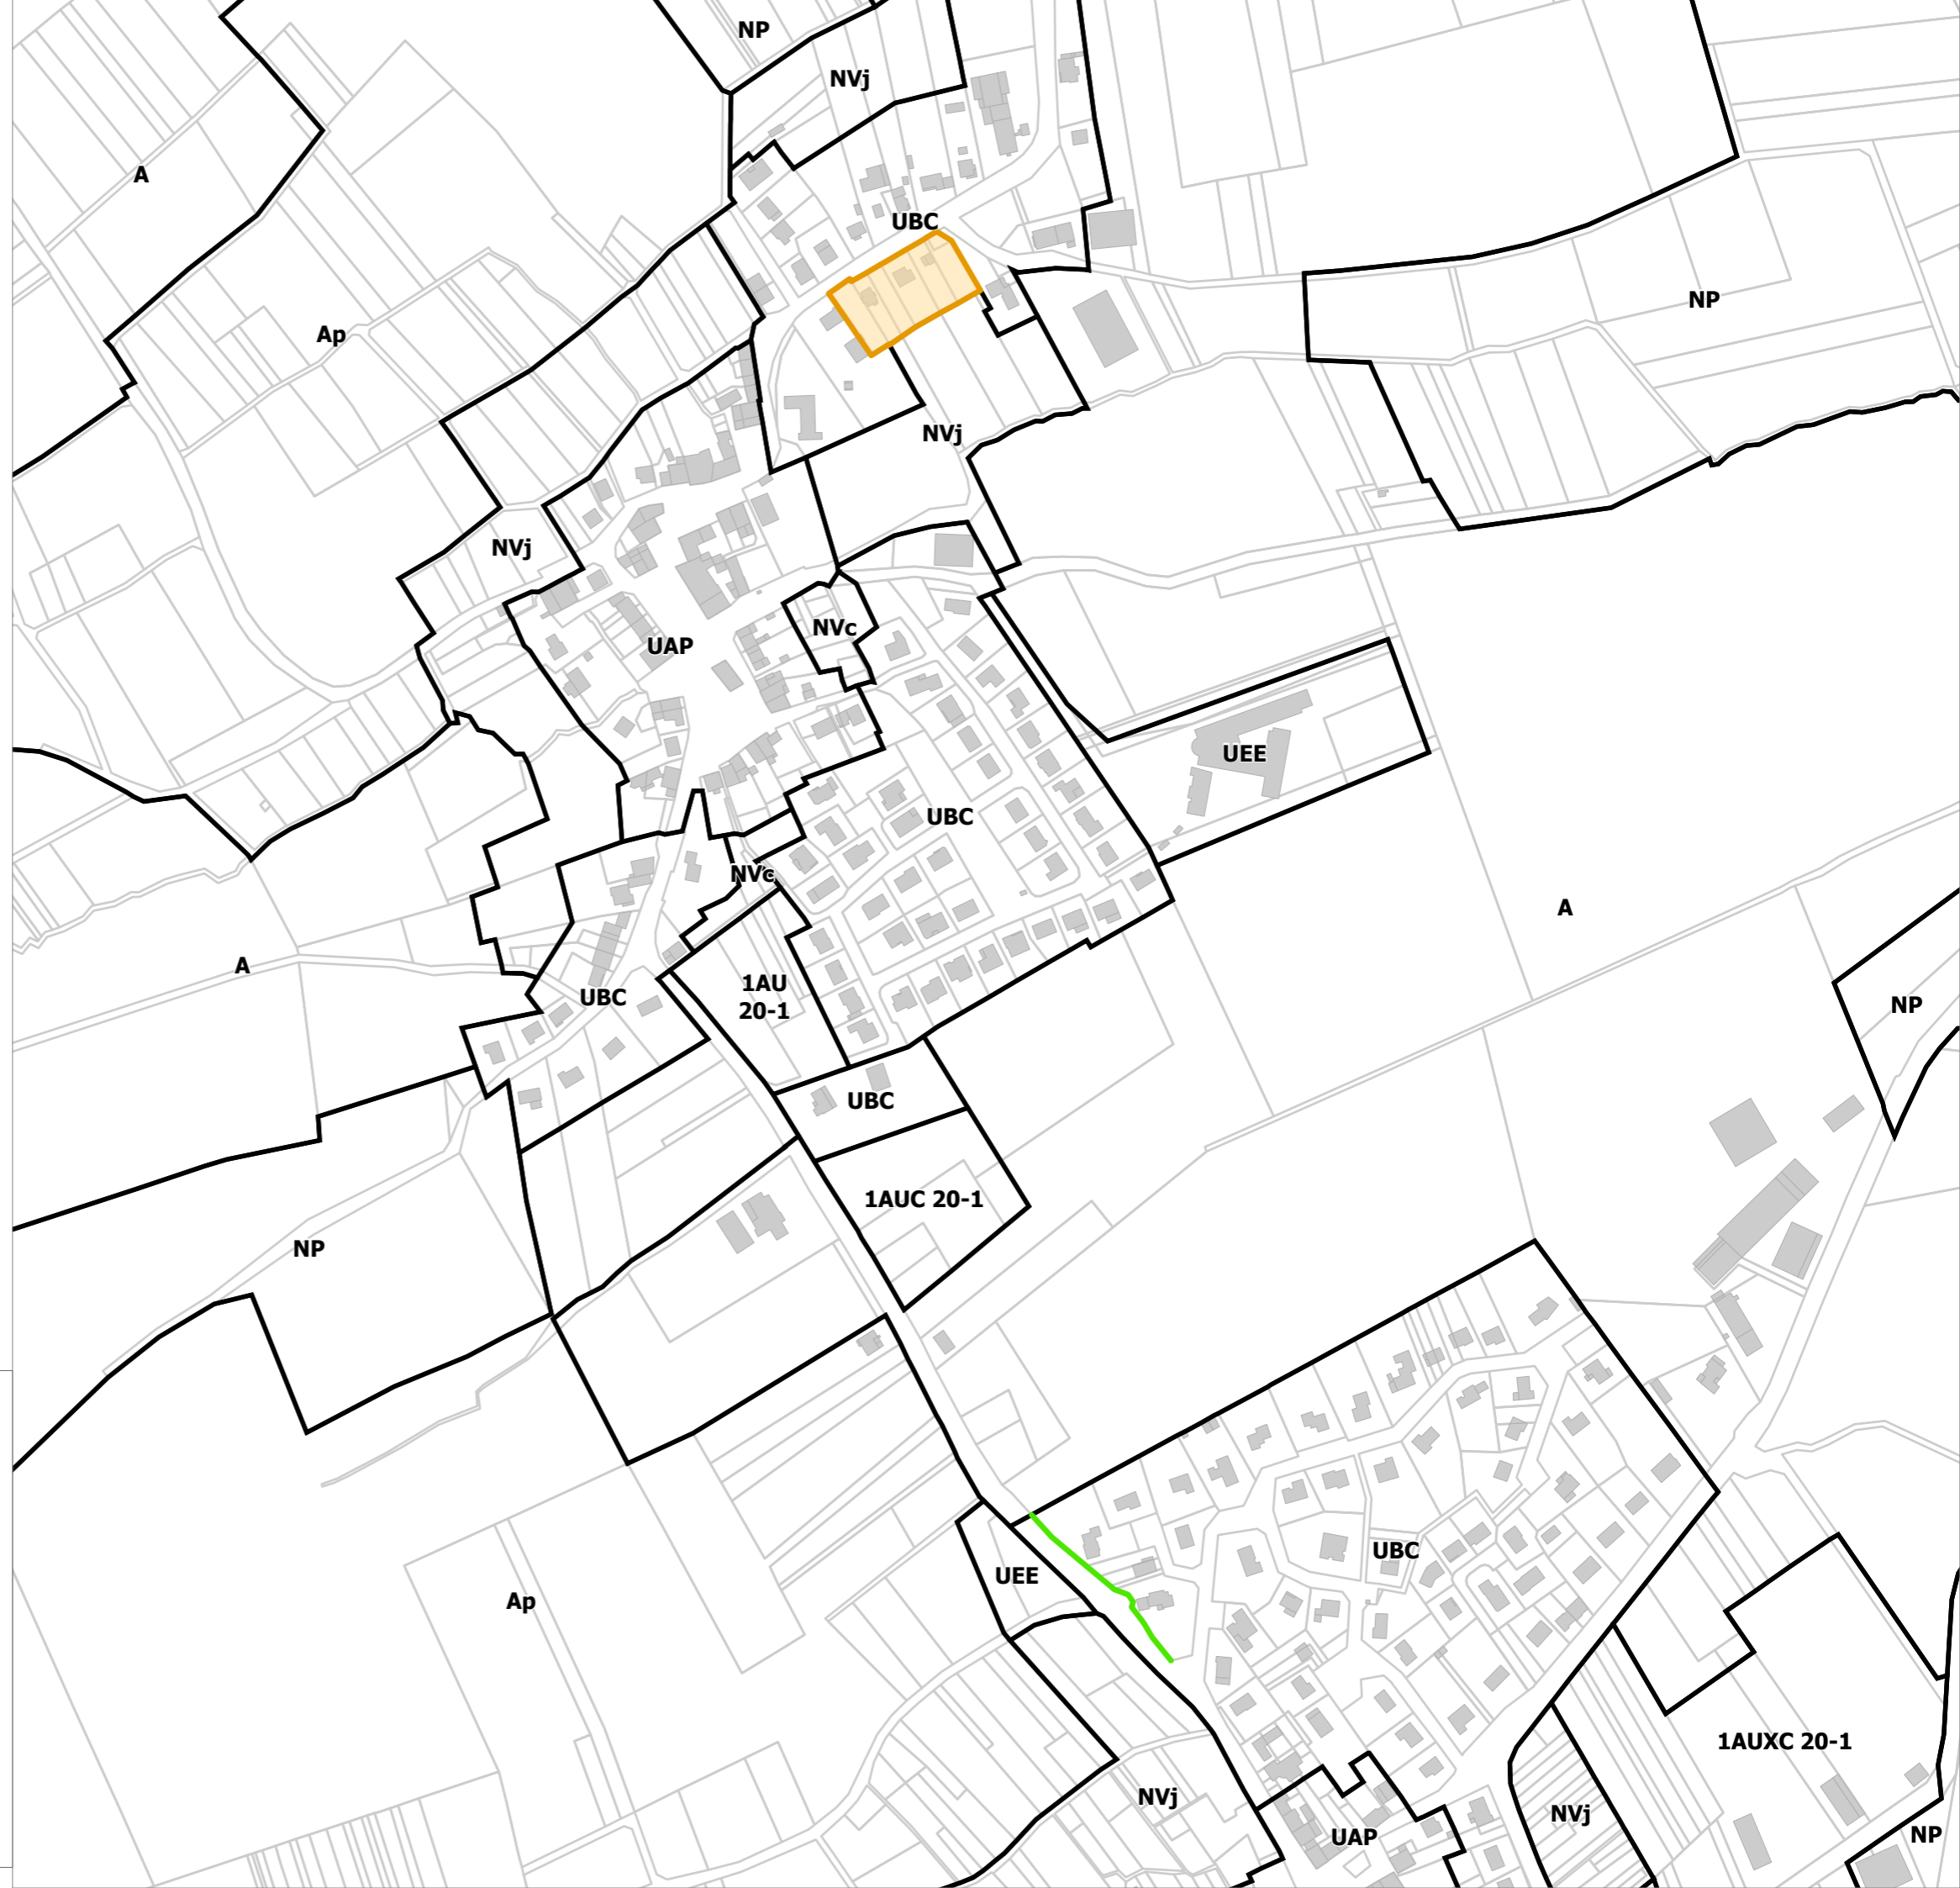 NP
NVj
A
UBC
NP
Ap
NVj
NVj
NVc
UAP
UEE
UBC
NVc
A
A
1AU
20-1
UBC
NP
UBC
1AUC 20-1
NP
UBC
UEE
Ap
1AUXC 20-1
NVj
NVj
NP
UAP